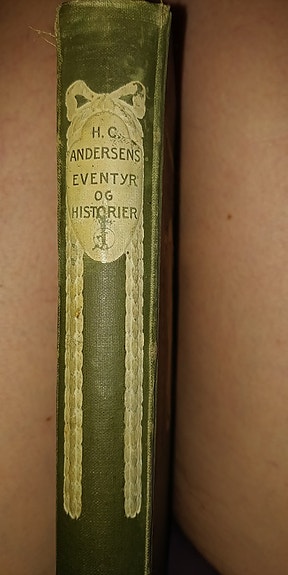 H. C.
ANDERSENS
EVENTYR
OG
HISTORIER